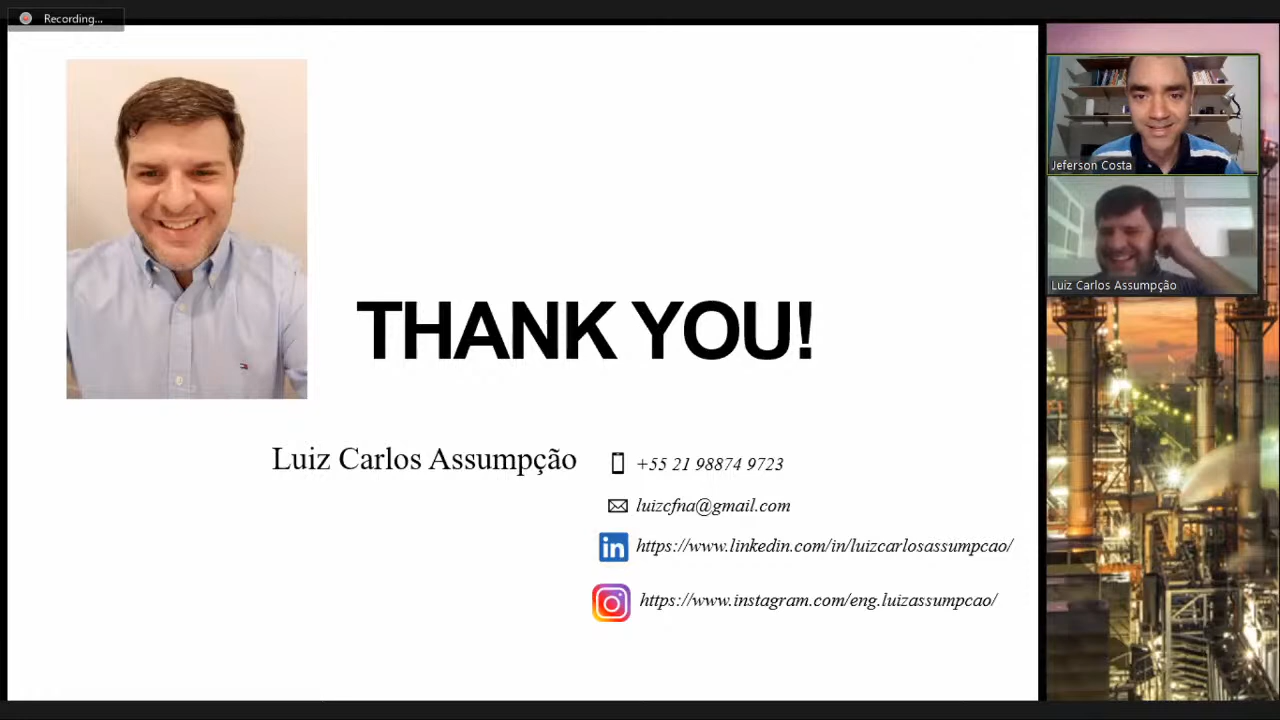 Recording...
Jeferson Costa
Luiz Carlos Assumpção
THANK YOU!
Luiz Carlos Assumpção
+55 21 98874 9723
luizcfna@gmail.com
in https://www.linkedin.com/in/luizcarlosassumpcao/
https://www.instagram.com/eng.luizassumpcao/